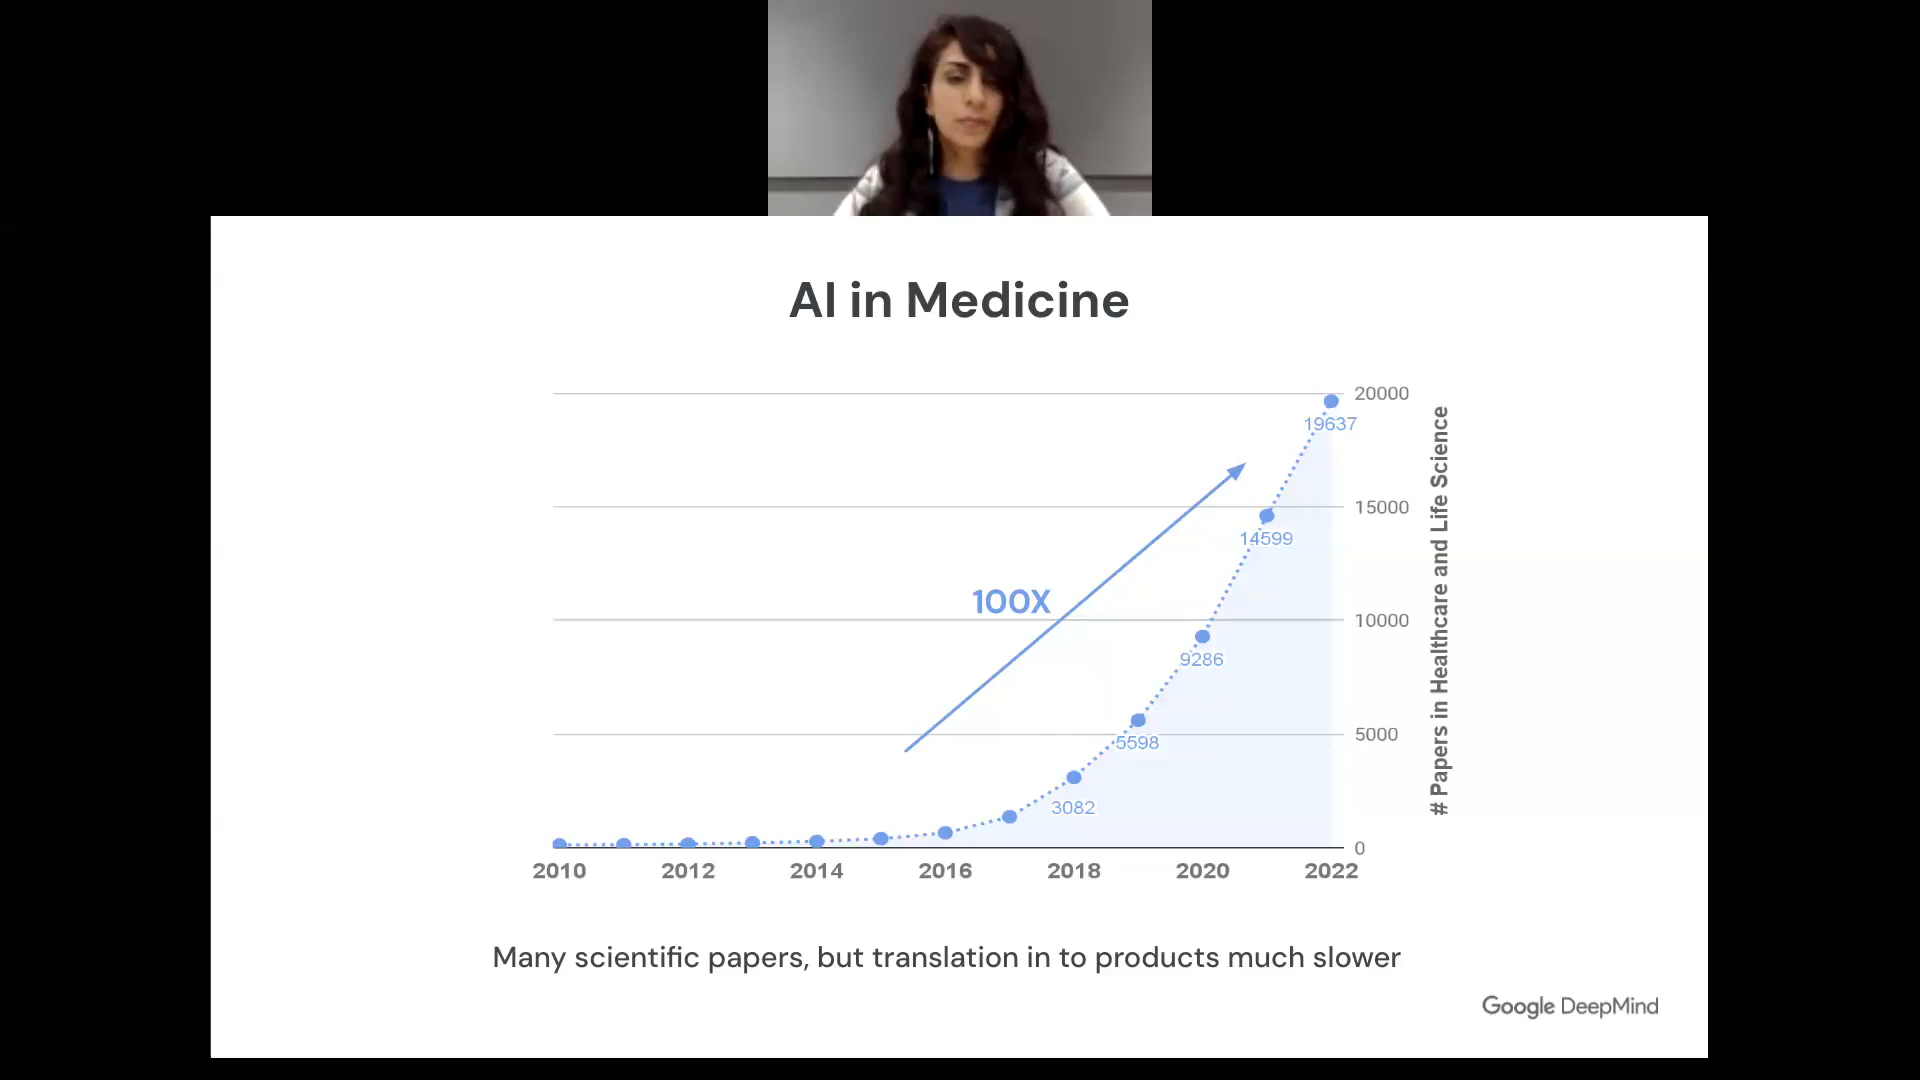 AI in Medicine
20000
19637
15000
14599
100X
10000
9286
5000
5598
3082
0
2010 2012 2014 2016 2018 2020 2022
# Papers in Healthcare and Life Science
Many scientific papers, but translation in to products much slower
Google DeepMind